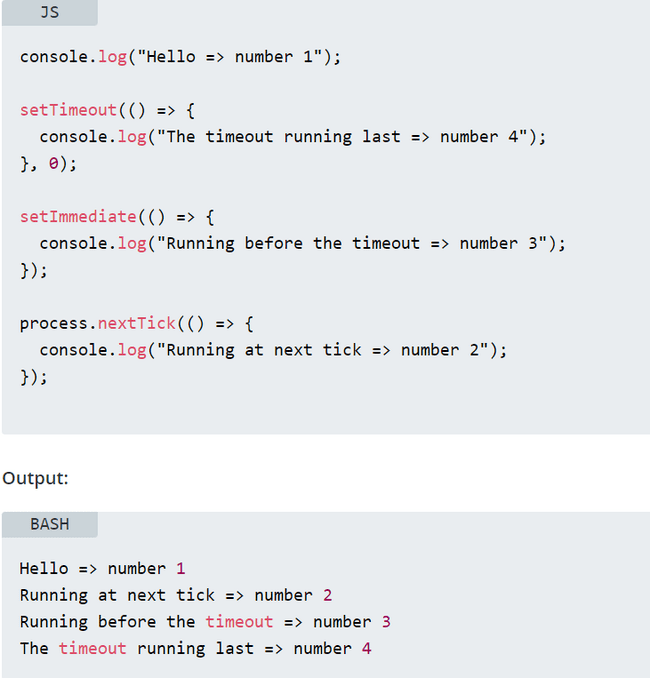 JS
console.log("Hello => number 1");
setTimeout(() => {
  console.log("The timeout running last => number 4");
}, 0);
setImmediate(() => {
  console.log("Running before the timeout => number 3");
});
process.nextTick(() => {
  console.log("Running at next tick => number 2");
});
Output:
BASH
Hello => number 1
Running at next tick => number 2
Running before the timeout => number 3
The timeout running last => number 4